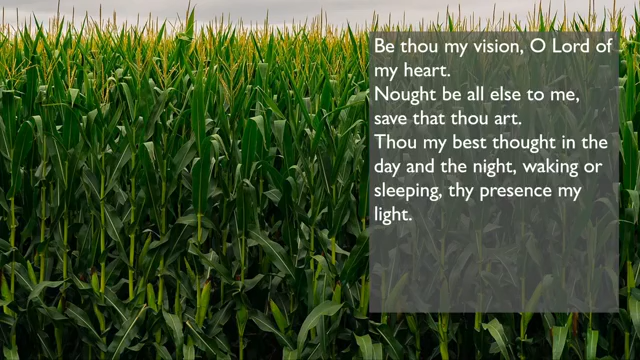 Be thou my vision, O Lord of
my heart.
Nought be all else to me,
save that thou art.
Thou my best thought in the
day and the night, waking or
sleeping, thy presence my
light.